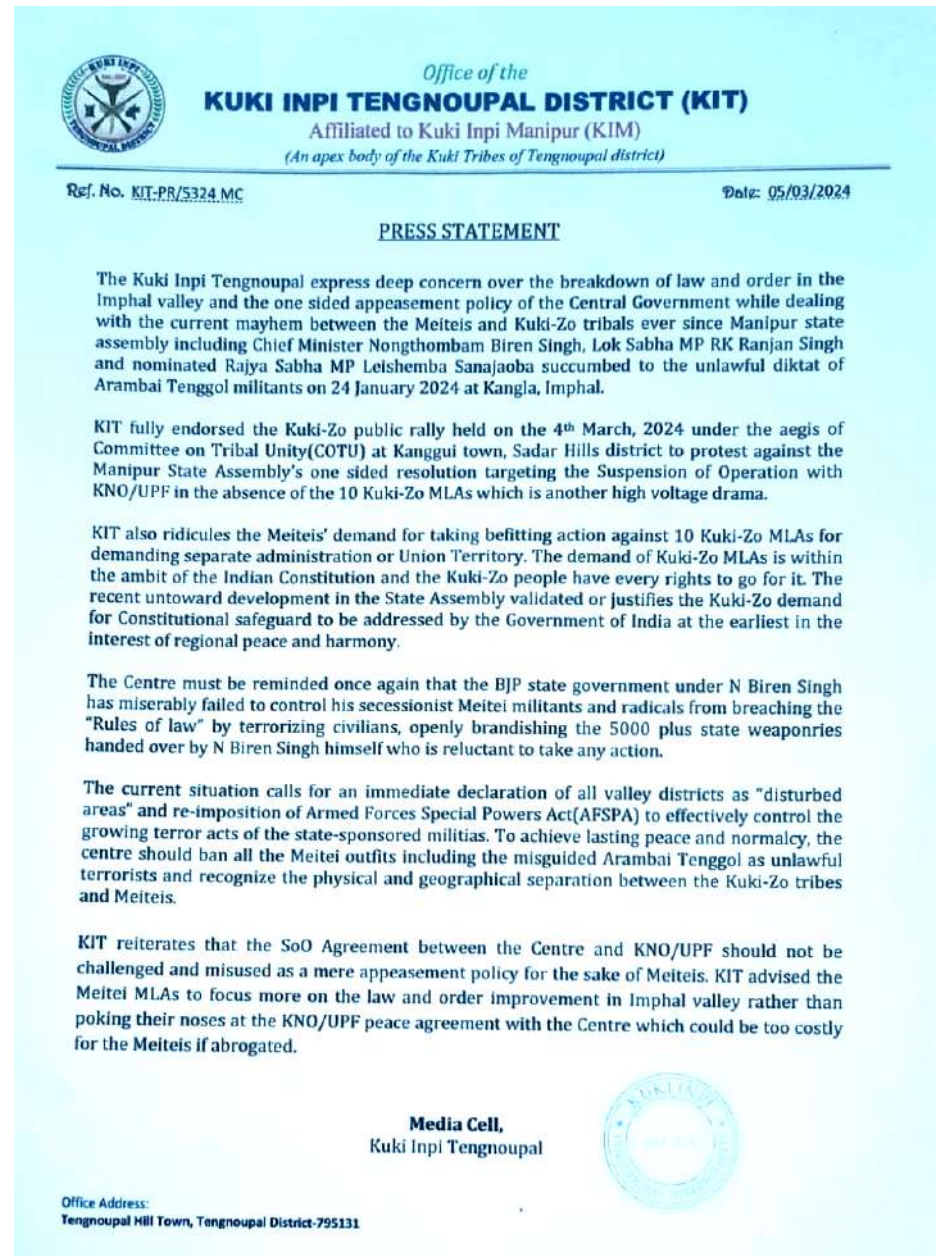 KUKI INPI
TENGNOUPAL DISTRICT
Office of the
KUKI INPI TENGNOUPAL DISTRICT (KIT)
Affiliated to Kuki Inpi Manipur (KIM)
(An apex body of the Kuki Tribes of Tengnoupal district)
Ref. No. KIT-PR/5324 MC
Date: 05/03/2024
PRESS STATEMENT
The Kuki Inpi Tengnoupal express deep concern over the breakdown of law and order in the
Imphal valley and the one sided appeasement policy of the Central Government while dealing
with the current mayhem between the Meiteis and Kuki-Zo tribals ever since Manipur state
assembly including Chief Minister Nongthombam Biren Singh, Lok Sabha MP RK Ranjan Singh
and nominated Rajya Sabha MP Leishemba Sanajaoba succumbed to the unlawful diktat of
Arambai Tenggol militants on 24 January 2024 at Kangla, Imphal.
KIT fully endorsed the Kuki-Zo public rally held on the 4th March, 2024 under the aegis of
Committee on Tribal Unity(COTU) at Kanggui town, Sadar Hills district to protest against the
Manipur State Assembly's one sided resolution targeting the Suspension of Operation with
KNO/UPF in the absence of the 10 Kuki-Zo MLAs which is another high voltage drama.
KIT also ridicules the Meiteis' demand for taking befitting action against 10 Kuki-Zo MLAs for
demanding separate administration or Union Territory. The demand of Kuki-Zo MLAs is within
the ambit of the Indian Constitution and the Kuki-Zo people have every rights to go for it. The
recent untoward development in the State Assembly validated or justifies the Kuki-Zo demand
for Constitutional safeguard to be addressed by the Government of India at the earliest in the
interest of regional peace and harmony.
The Centre must be reminded once again that the BJP state government under N Biren Singh
has miserably failed to control his secessionist Meitei militants and radicals from breaching the
"Rules of law" by terrorizing civilians, openly brandishing the 5000 plus state weaponries
handed over by N Biren Singh himself who is reluctant to take any action.
The current situation calls for an immediate declaration of all valley districts as "disturbed
areas" and re-imposition of Armed Forces Special Powers Act(AFSPA) to effectively control the
growing terror acts of the state-sponsored militias. To achieve lasting peace and normalcy, the
centre should ban all the Meitei outfits including the misguided Arambai Tenggol as unlawful
terrorists and recognize the physical and geographical separation between the Kuki-Zo tribes
and Meiteis.
KIT reiterates that the SoO Agreement between the Centre and KNO/UPF should not be
challenged and misused as a mere appeasement policy for the sake of Meiteis. KIT advised the
Meitei MLAs to focus more on the law and order improvement in Imphal valley rather than
poking their noses at the KNO/UPF peace agreement with the Centre which could be too costly
for the Meiteis if abrogated.
Media Cell,
Kuki Inpi Tengnoupal
KUKI INPI
Office Address:
Tengnoupal Hill Town, Tengnoupal District-795131